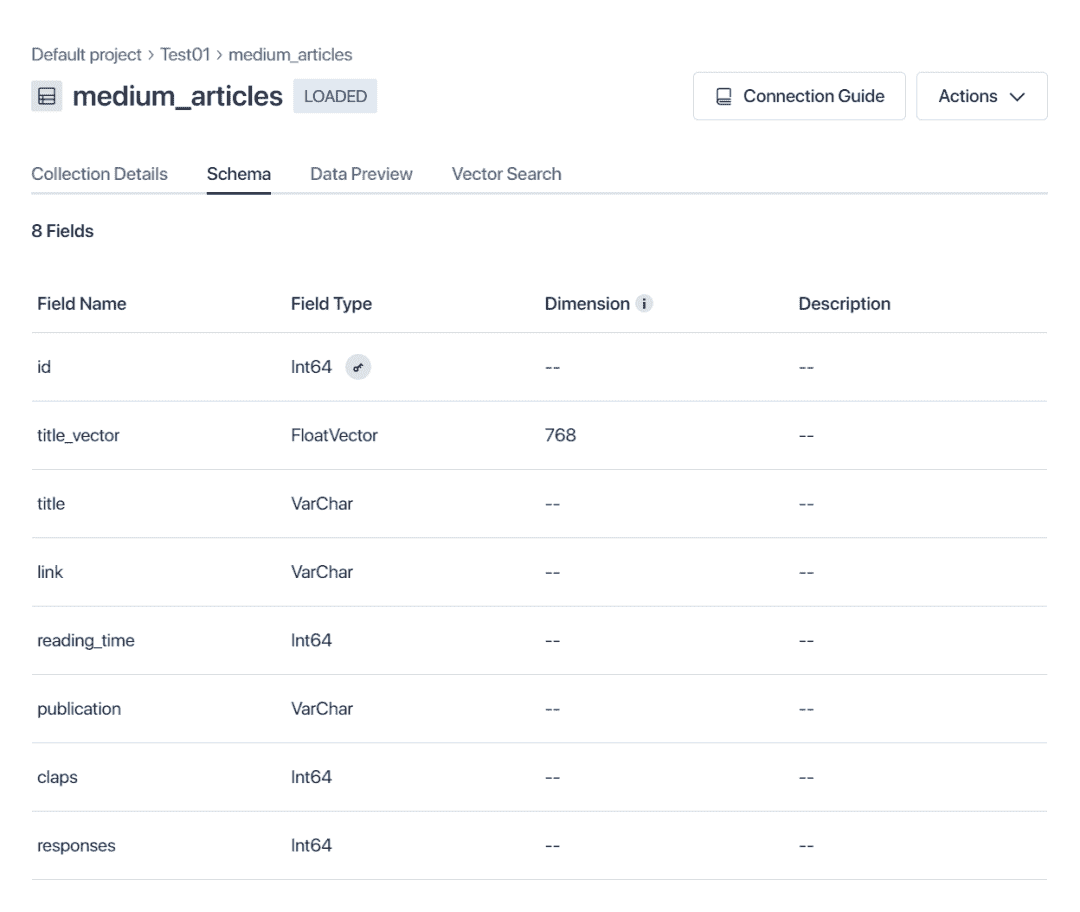 Default project > Test01 > medium_articles
medium_articles LOADED Connection Guide Actions
Collection Details Schema Data Preview Vector Search
8 Fields
Field Name Field Type Dimension i Description
id Int64 -- --
title_vector FloatVector 768 --
title VarChar -- --
link VarChar -- --
reading_time Int64 -- --
publication VarChar -- --
claps Int64 -- --
responses Int64 -- --